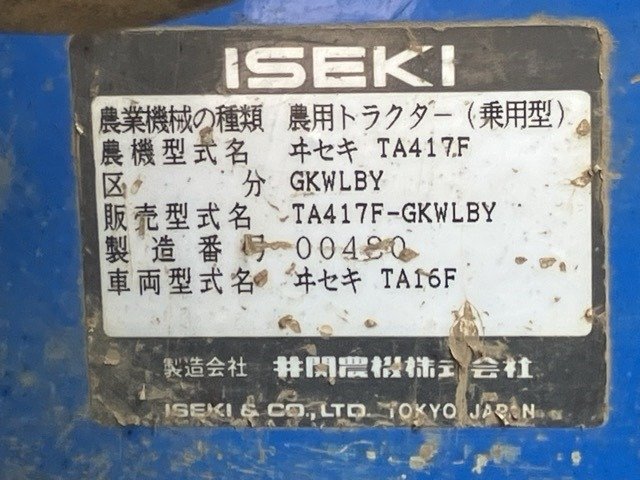 ISEKI
農業機械の種類 農用トラクター(乗用型)
農機型式名 ヰセキ TA417F
区分 GKWLBY
販売型式名 TA417F-GKWLBY
製造番号 00480
車両型式名 ヰセキ TA16F
製造会社 井関農機株式会社
ISEKI & CO.,LTD. TOKYO JAPAN